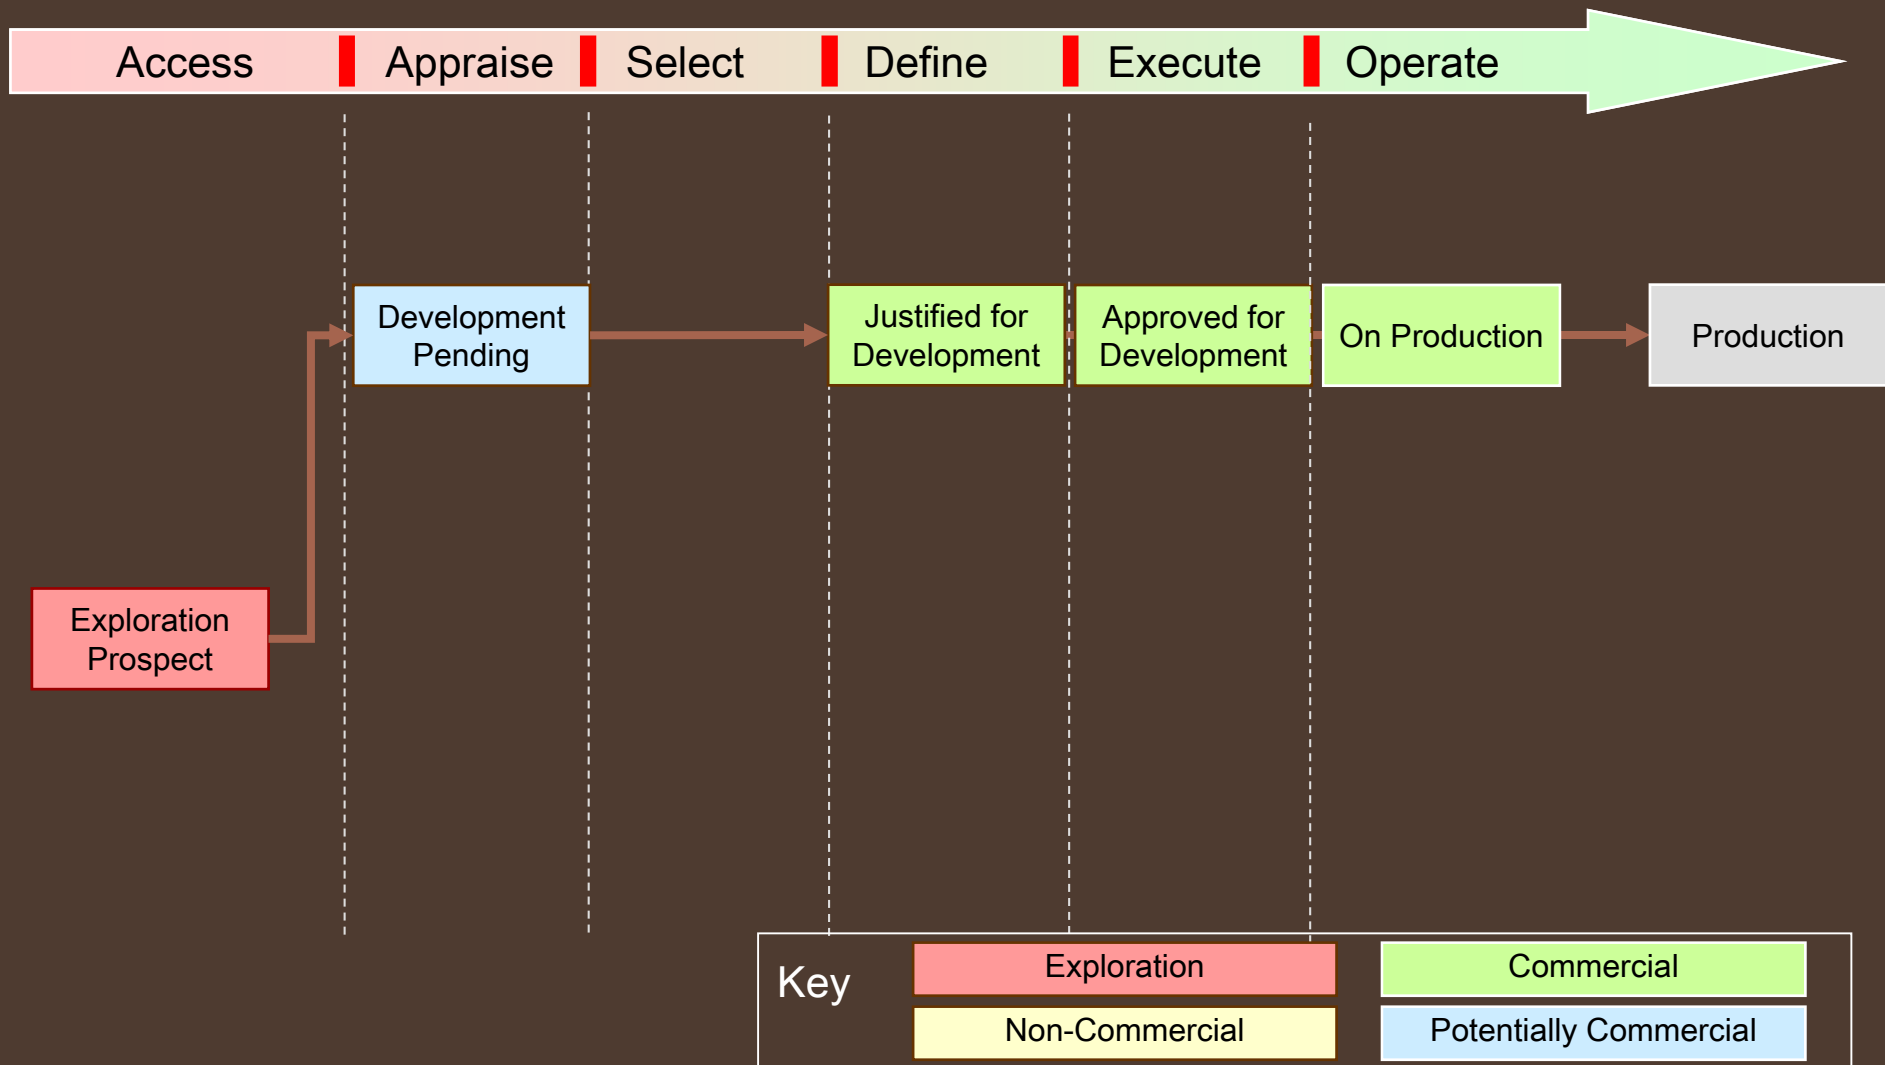 Access
Appraise
Select
Define
Execute
Operate
Development
Pending
Justified for
Development
Approved for
Development
On Production
Production
Exploration
Prospect
Key
Exploration
Commercial
Non-Commercial
Potentially Commercial